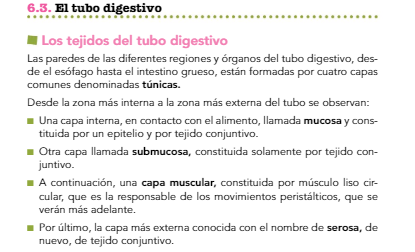 6.3. El tubo digestivo
Los tejidos del tubo digestivo
Las paredes de las diferentes regiones y órganos del tubo digestivo, des-
de el esófago hasta el intestino grueso, están formadas por cuatro capas
comunes denominadas túnicas.
Desde la zona más interna a la zona más externa del tubo se observan:
Una capa interna, en contacto con el alimento, llamada mucosa y cons-
tituida por un epitelio y por tejido conjuntivo.
Otra capa llamada submucosa, constituida solamente por tejido con-
juntivo.
A continuación, una capa muscular, constituida por músculo liso cir-
cular, que es la responsable de los movimientos peristálticos, que se
verán más adelante.
Por último, la capa más externa conocida con el nombre de serosa, de
nuevo, de tejido conjuntivo.